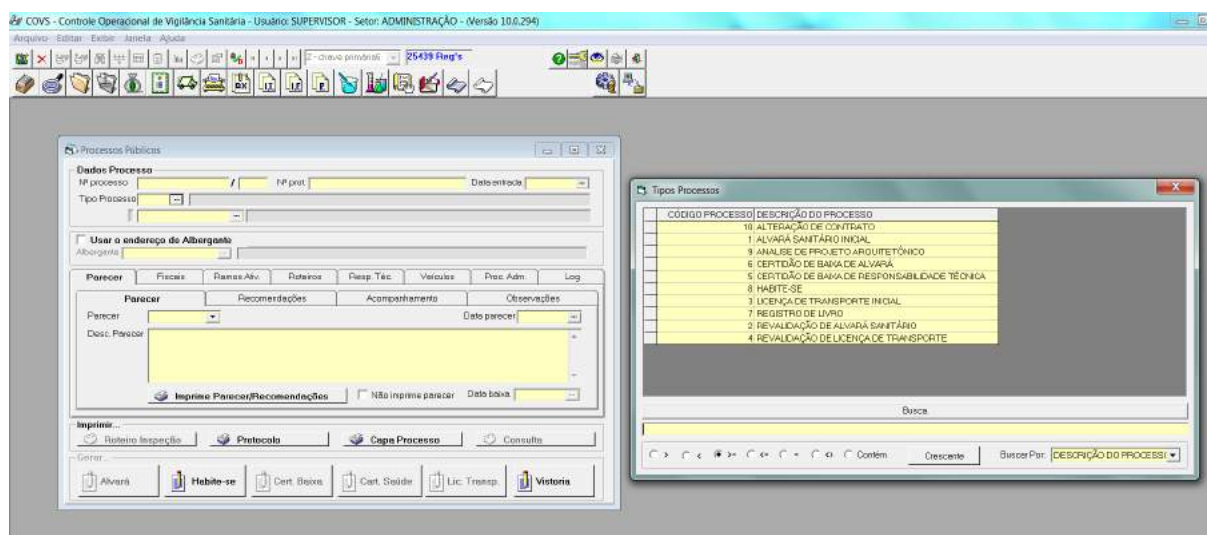 COVS - Controle Operacional de Vigilância Sanitária - Usuário: SUPERVISOR - Setor: ADMINISTRAÇÃO - (Versão 10.0.294)
Arquivo Editar Exibir Janela Ajuda
2 - chave primária 25439 Reg's
Processos Públicos
Dados Processo
Nº processo / Nº prot. Data entrada
Tipo Processo
Usar o endereço do Albergante
Albergante
Parecer Fiscais Ramos Ativ. Roteiros Resp. Téc. Veículos Proc. Adm. Log
Parecer Recomendações Acompanhamento Observações
Parecer Data parecer
Desc. Parecer
Imprime Parecer/Recomendações Não imprime parecer Data baixa
Imprimir...
Roteiro Inspeção Protocolo Capa Processo Consulta
Gerar...
Alvará Habite-se Cert. Baixa Cart. Saúde Lic. Transp. Vistoria
Tipos Processos
CÓDIGO PROCESSO DESCRIÇÃO DO PROCESSO
10 ALTERAÇÃO DE CONTRATO
1 ALVARÁ SANITÁRIO INICIAL
9 ANALISE DE PROJETO ARQUITETÔNICO
6 CERTIDÃO DE BAIXA DE ALVARÁ
5 CERTIDÃO DE BAIXA DE RESPONSABILIDADE TÉCNICA
8 HABITE-SE
3 LICENÇA DE TRANSPORTE INICIAL
7 REGISTRO DE LIVRO
2 REVALIDAÇÃO DE ALVARÁ SANITÁRIO
4 REVALIDAÇÃO DE LICENÇA DE TRANSPORTE
Busca
> < >= <= = <> Contém Crescente Buscar Por: DESCRIÇÃO DO PROCESS